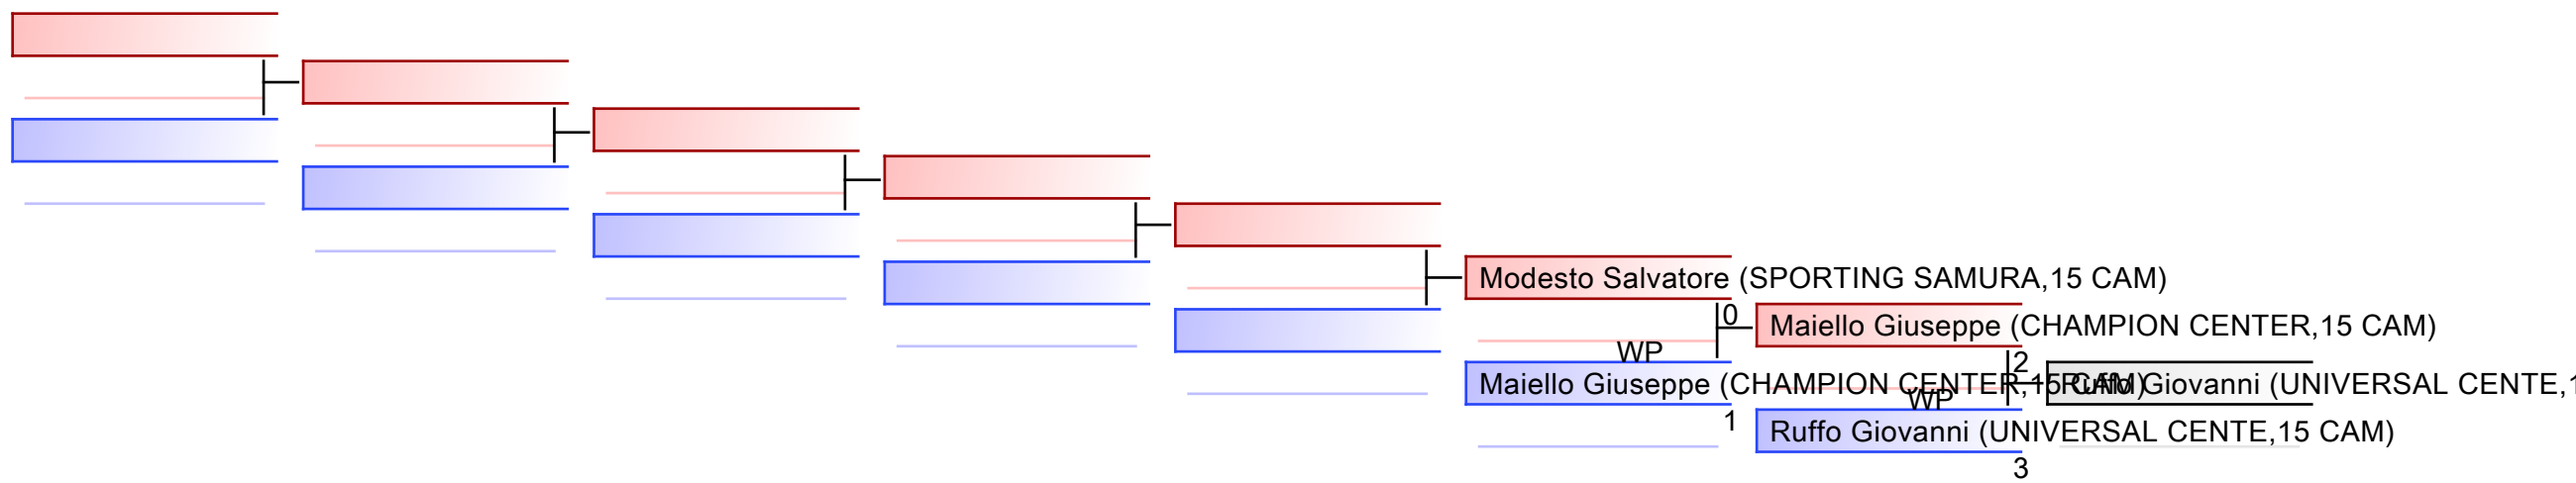 Modesto Salvatore (SPORTING SAMURA,15 CAM)
0
Maiello Giuseppe (CHAMPION CENTER,15 CAM)
WP
2
Maiello Giuseppe (CHAMPION CENTER,15 CAM)
Ruffo Giovanni (UNIVERSAL CENTE,1
WP
1
Ruffo Giovanni (UNIVERSAL CENTE,15 CAM)
3